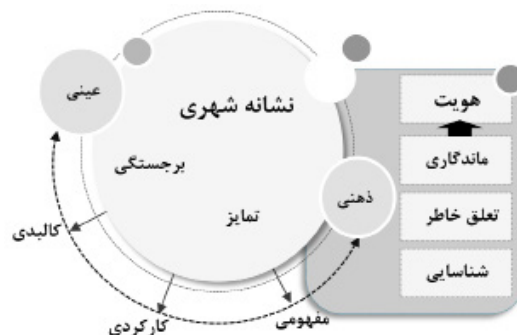 عینی
نشانه شهری
برجستگی
تمایز
ذهنی
کالبدی
کارکردی
مفهومی
هویت
ماندگاری
تعلق خاطر
شناسایی